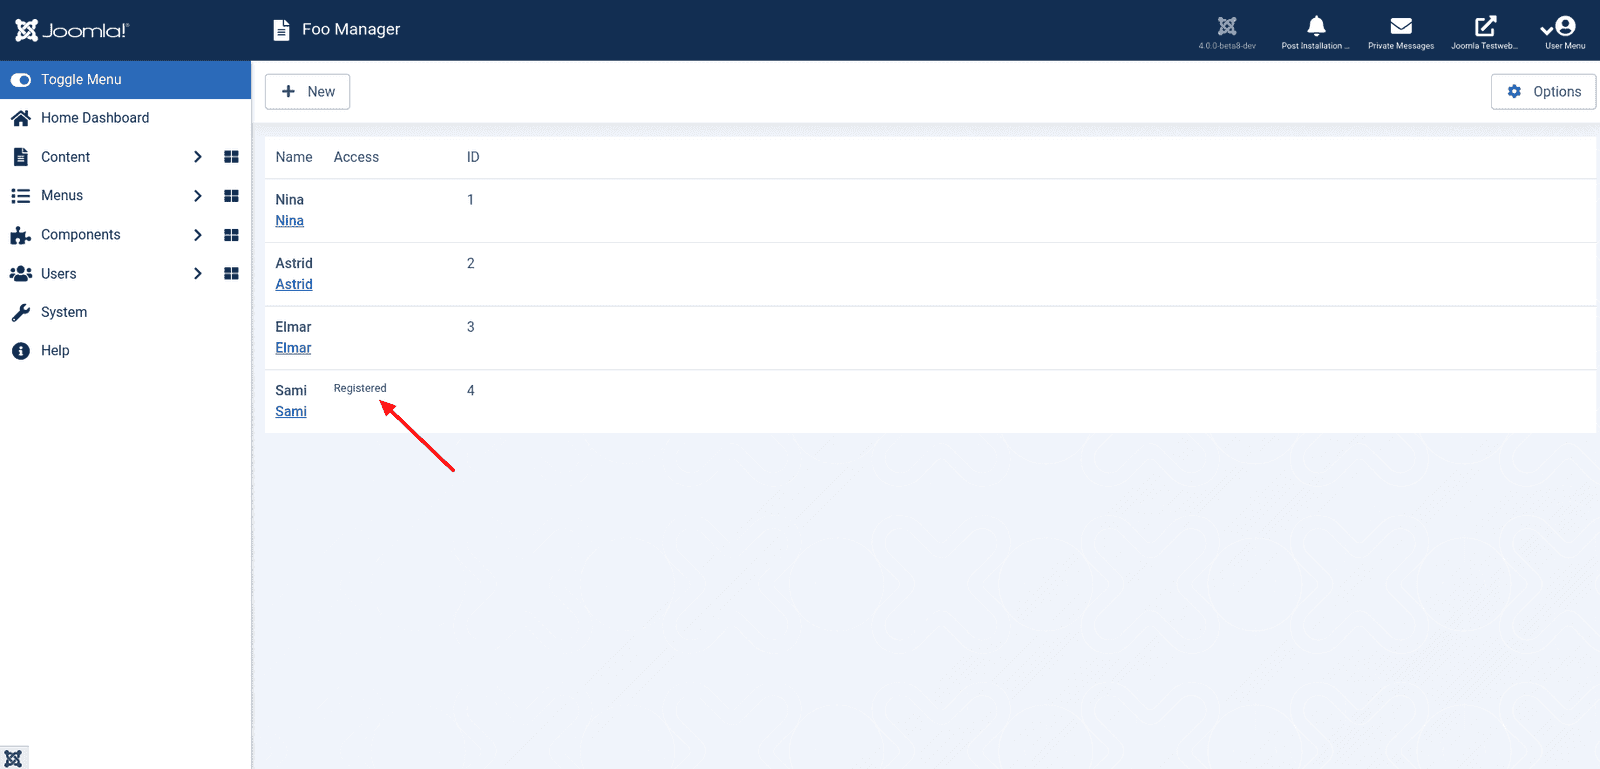 Joomla!®
Foo Manager
4.0.0-beta8-dev
Post Installation ...
Private Messages
Joomla Testweb...
User Menu
Toggle Menu
New
Options
Home Dashboard
Content
Menus
Components
Users
System
Help
Name Access ID
Nina 1
Nina
Astrid 2
Astrid
Elmar 3
Elmar
Sami Registered 4
Sami